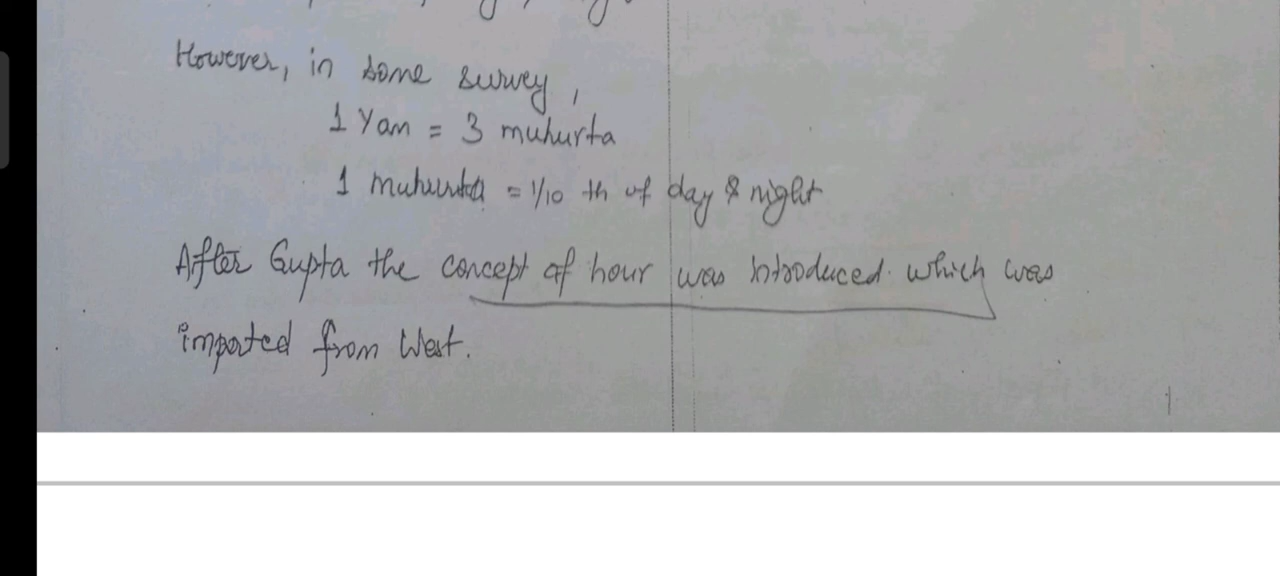 However, in some survey,
1 Yam = 3 muhurta
1 muhurta = 1/10 th of day & night
After Gupta the concept of hour was introduced which was
imported from West.